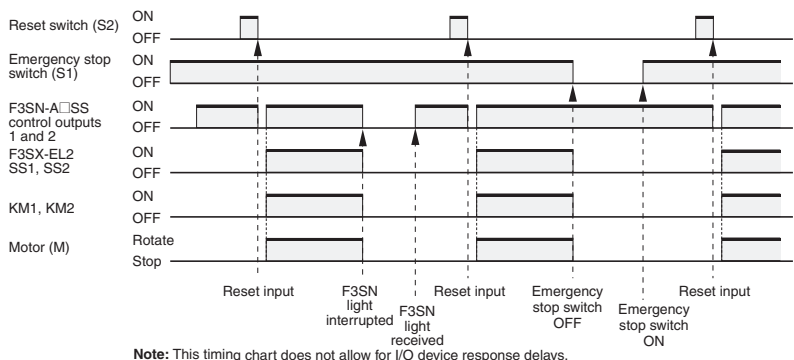 Reset switch (S2)
ON
OFF
Emergency stop
switch (S1)
ON
OFF
F3SN-A□SS
control outputs
1 and 2
ON
OFF
F3SX-EL2
SS1, SS2
ON
OFF
KM1, KM2
ON
OFF
Motor (M)
Rotate
Stop
Reset input
F3SN
light
interrupted
F3SN
light
received
Reset input
Emergency
stop switch
OFF
Emergency
stop switch
ON
Reset input
Note: This timing chart does not allow for I/O device response delays.